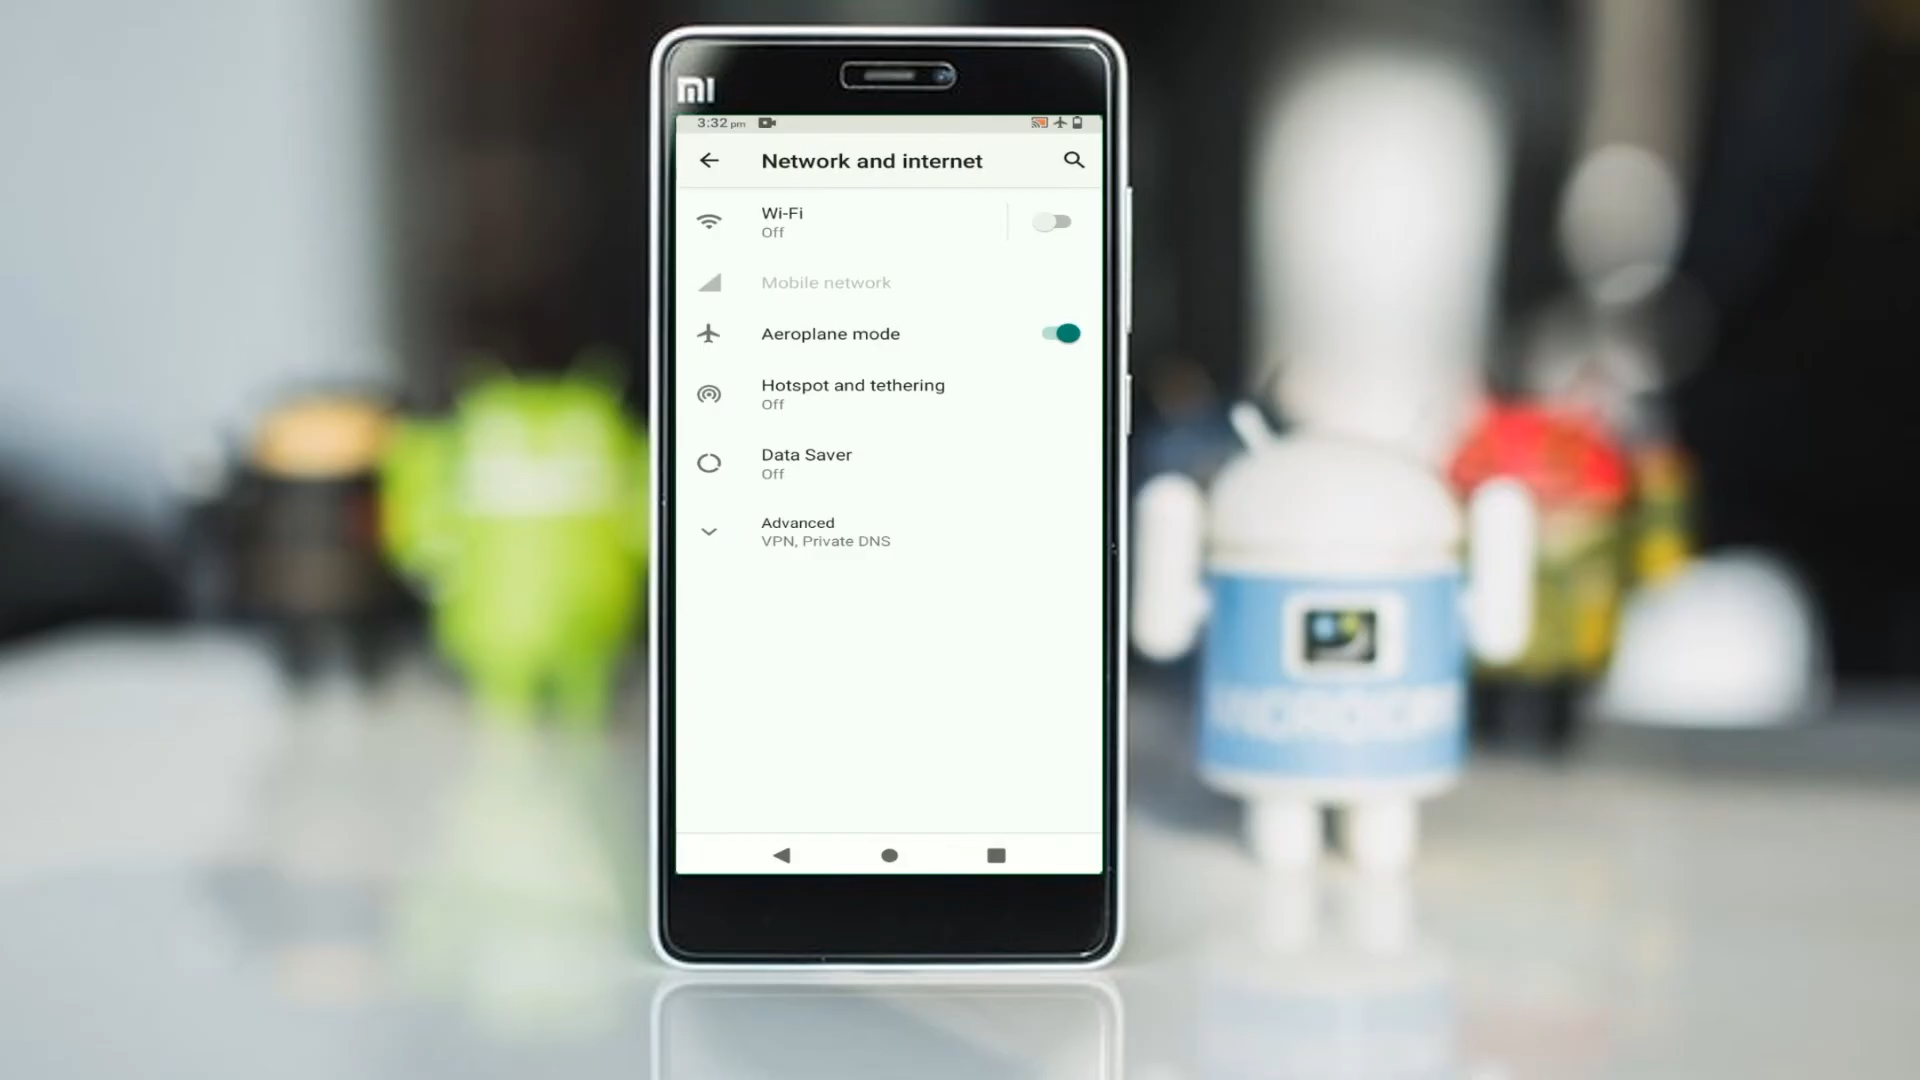 mi
3:32 pm
Network and internet
Wi-Fi
Off
Mobile network
Aeroplane mode
Hotspot and tethering
Off
Data Saver
Off
Advanced
VPN, Private DNS